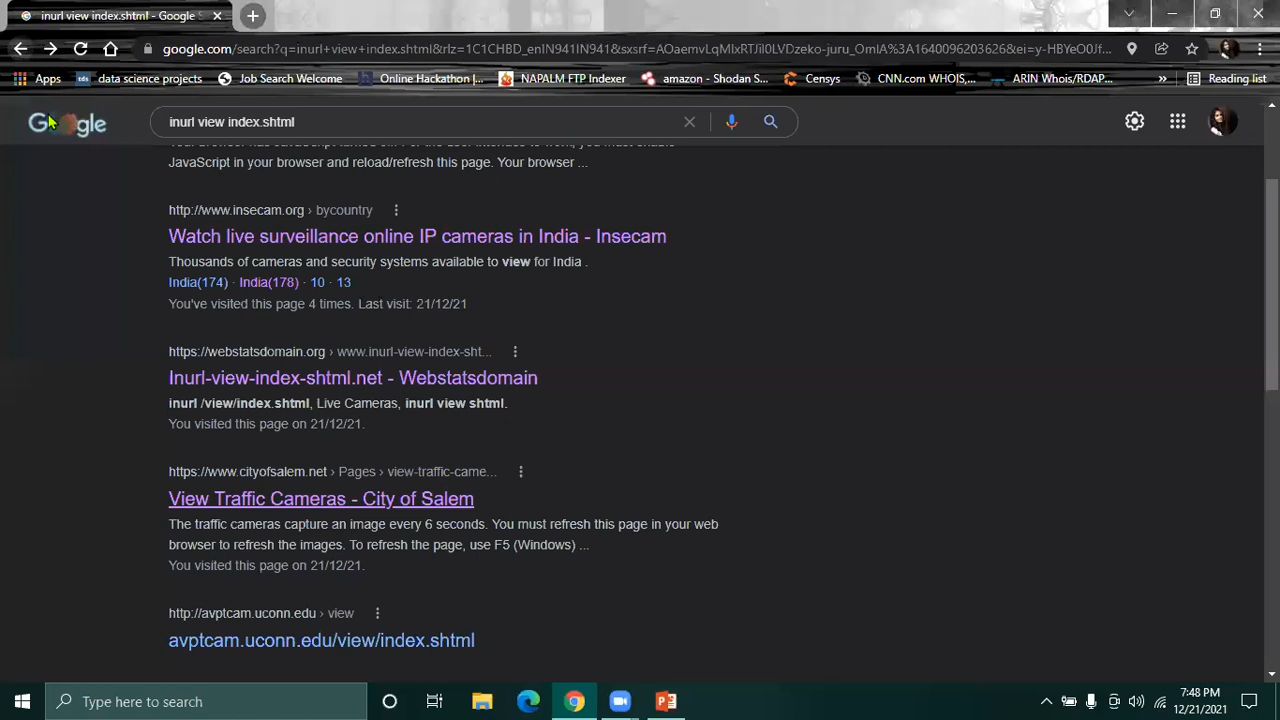 inurl view index.shtml - Google S
google.com/search?q=inurl+view+index.shtml&rlz=1C1CHBD_enIN941IN941&sxsrf=AOaemvLqMlxRTJil0LVDzeko-juru_OmIA%3A1640096203626&ei=y-HBYeO0Jf...
Apps data science projects Job Search Welcome Online Hackathon |... NAPALM FTP Indexer amazon - Shodan S... Censys CNN.com WHOIS,... ARIN Whois/RDAP... » Reading list
Google inurl view index.shtml
JavaScript in your browser and reload/refresh this page. Your browser ...
http://www.insecam.org › bycountry
Watch live surveillance online IP cameras in India - Insecam
Thousands of cameras and security systems available to view for India .
India(174) · India(178) · 10 · 13
You've visited this page 4 times. Last visit: 21/12/21
https://webstatsdomain.org › www.inurl-view-index-sht...
Inurl-view-index-shtml.net - Webstatsdomain
inurl /view/index.shtml, Live Cameras, inurl view shtml.
You visited this page on 21/12/21.
https://www.cityofsalem.net › Pages › view-traffic-came...
View Traffic Cameras - City of Salem
The traffic cameras capture an image every 6 seconds. You must refresh this page in your web
browser to refresh the images. To refresh the page, use F5 (Windows) ...
You visited this page on 21/12/21.
http://avptcam.uconn.edu › view
avptcam.uconn.edu/view/index.shtml
Type here to search
7:48 PM
12/21/2021